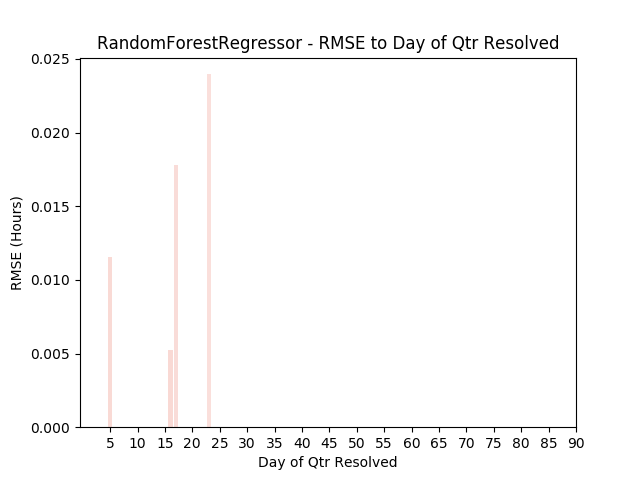 RandomForestRegressor - RMSE to Day of Qtr Resolved
0.025
0.020
0.015
0.010
0.005
0.000
RMSE (Hours)
5 10 15 20 25 30 35 40 45 50 55 60 65 70 75 80 85 90
Day of Qtr Resolved